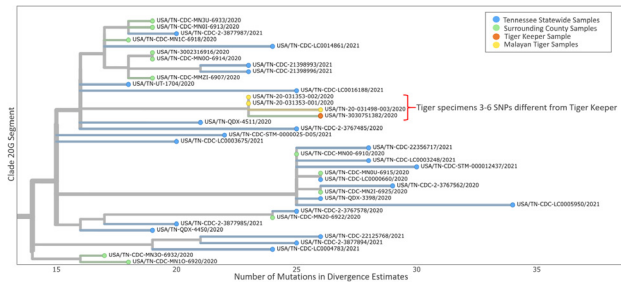 Tennessee Statewide Samples
Surrounding County Samples
Tiger Keeper Sample
Malayan Tiger Samples
USA/TN-CDC-MN3U-6933/2020
USA/TN-CDC-MN0I-6913/2020
USA/TN-CDC-2-3877987/2021
USA/TN-CDC-MN1C-6918/2020
USA/TN-CDC-LC0014861/2021
USA/TN-3002316916/2020
USA/TN-CDC-MN0O-6914/2020
USA/TN-CDC-21398993/2021
USA/TN-CDC-21398996/2021
USA/TN-CDC-MMZI-6907/2020
USA/TN-UT-1704/2020
USA/TN-CDC-LC0016188/2021
USA/TN-20-031353-002/2020
USA/TN-20-031353-001/2020
USA/TN-20-031498-003/2020
Tiger specimens 3-6 SNPs different from Tiger Keeper
USA/TN-3030751382/2020
USA/TN-QDX-4511/2020
USA/TN-CDC-2-3767485/2021
USA/TN-CDC-STM-0000025-D05/2021
USA/TN-CDC-LC0003675/2021
USA/TN-CDC-22356717/2021
USA/TN-CDC-MN00-6910/2020
USA/TN-CDC-LC0003248/2021
USA/TN-CDC-STM-000012437/2021
USA/TN-CDC-MN0U-6915/2020
USA/TN-CDC-LC0000660/2021
USA/TN-CDC-2-3767562/2020
USA/TN-CDC-MN2I-6925/2020
USA/TN-QDX-3398/2020
USA/TN-CDC-LC0005950/2021
USA/TN-CDC-2-3767578/2020
USA/TN-CDC-MN20-6922/2020
USA/TN-CDC-2-3877985/2021
USA/TN-QDX-4450/2020
USA/TN-CDC-22125768/2021
USA/TN-CDC-2-3877894/2021
USA/TN-CDC-LC0004783/2021
USA/TN-CDC-MN3O-6932/2020
USA/TN-CDC-MN1O-6920/2020
Clade 20G Segment
15 20 25 30 35
Number of Mutations in Divergence Estimates